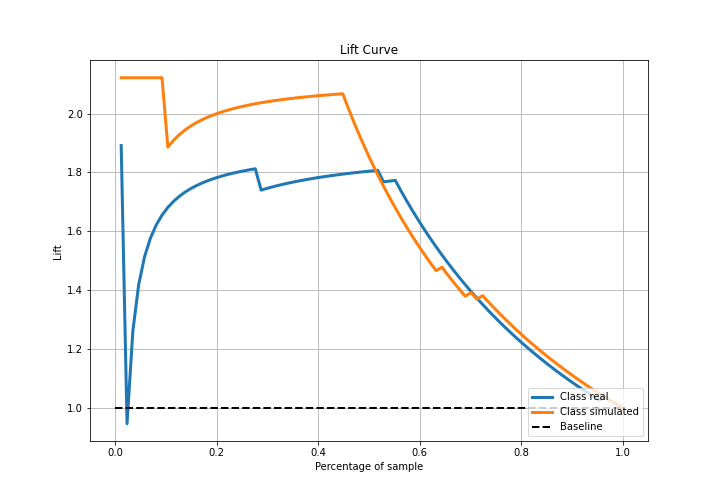 Lift Curve
Lift
2.0
1.8
1.6
1.4
1.2
1.0
0.0
0.2
0.4
0.6
0.8
1.0
Percentage of sample
Class real
Class simulated
Baseline